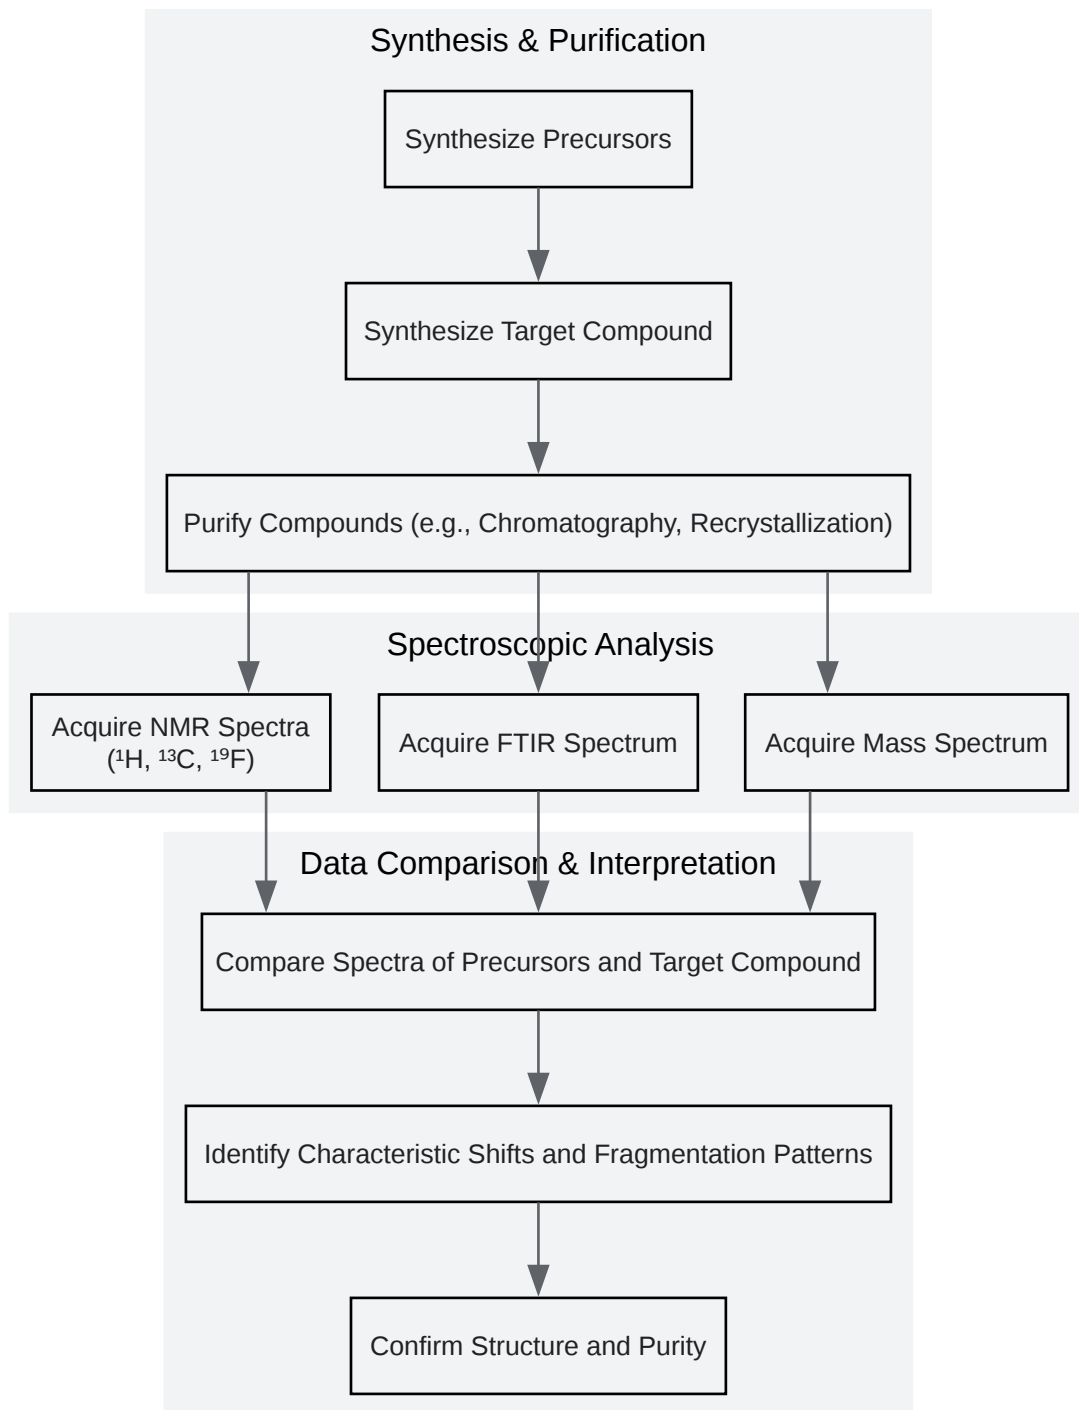 Synthesis & Purification
Synthesize Precursors
Synthesize Target Compound
Purify Compounds (e.g., Chromatography, Recrystallization)
Spectroscopic Analysis
Acquire NMR Spectra
(¹H, ¹³C, ¹⁹F)
Acquire FTIR Spectrum
Acquire Mass Spectrum
Data Comparison & Interpretation
Compare Spectra of Precursors and Target Compound
Identify Characteristic Shifts and Fragmentation Patterns
Confirm Structure and Purity